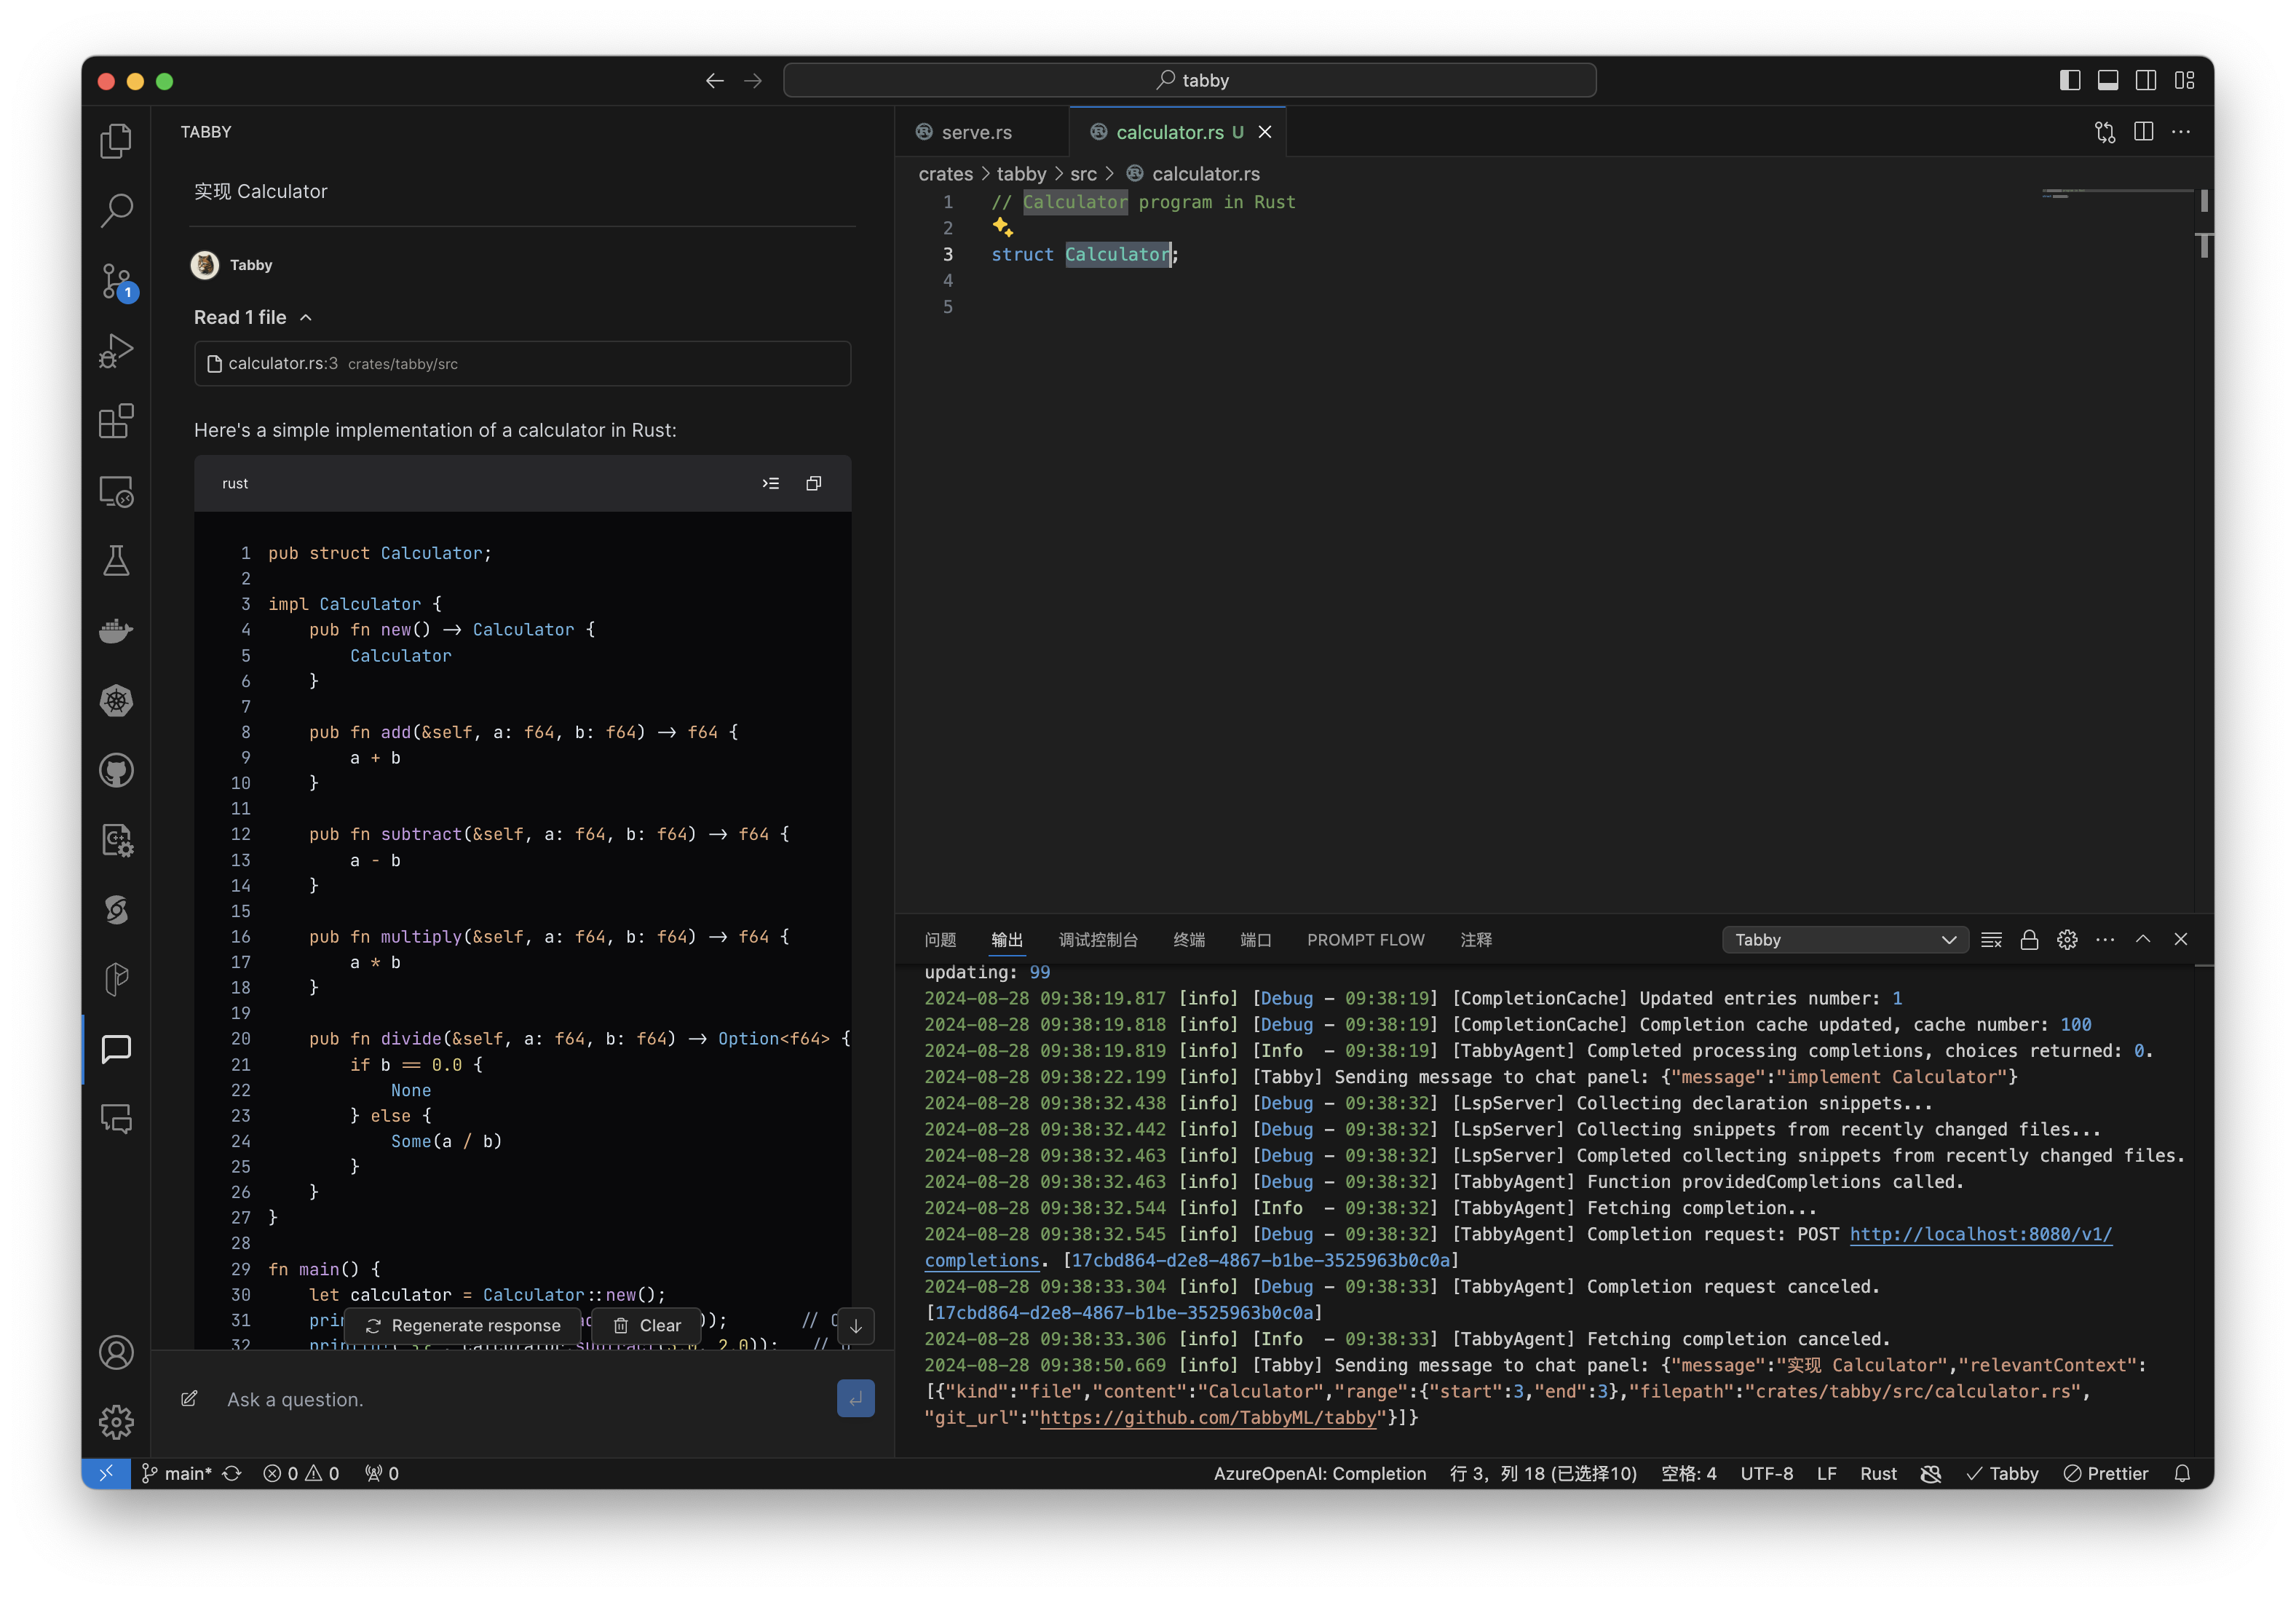 tabby
TABBY
实现 Calculator
Tabby
Read 1 file
calculator.rs:3 crates/tabby/src
Here's a simple implementation of a calculator in Rust:
rust
1 pub struct Calculator;
2
3 impl Calculator {
4 pub fn new() -> Calculator {
5 Calculator
6 }
7
8 pub fn add(&self, a: f64, b: f64) -> f64 {
9 a + b
10 }
11
12 pub fn subtract(&self, a: f64, b: f64) -> f64 {
13 a - b
14 }
15
16 pub fn multiply(&self, a: f64, b: f64) -> f64 {
17 a * b
18 }
19
20 pub fn divide(&self, a: f64, b: f64) -> Option<f64> {
21 if b == 0.0 {
22 None
23 } else {
24 Some(a / b)
25 }
26 }
27 }
28
29 fn main() {
30 let calculator = Calculator::new();
31
32
Regenerate response
Clear
Ask a question.
serve.rs
calculator.rs U
crates > tabby > src > calculator.rs
1 // Calculator program in Rust
2
3 struct Calculator;
4
5
问题 输出 调试控制台 终端 端口 PROMPT FLOW 注释
Tabby
updating: 99
2024-08-28 09:38:19.817 [info] [Debug - 09:38:19] [CompletionCache] Updated entries number: 1
2024-08-28 09:38:19.818 [info] [Debug - 09:38:19] [CompletionCache] Completion cache updated, cache number: 100
2024-08-28 09:38:19.819 [info] [Info  - 09:38:19] [TabbyAgent] Completed processing completions, choices returned: 0.
2024-08-28 09:38:22.199 [info] [Tabby] Sending message to chat panel: {"message":"implement Calculator"}
2024-08-28 09:38:32.438 [info] [Debug - 09:38:32] [LspServer] Collecting declaration snippets...
2024-08-28 09:38:32.442 [info] [Debug - 09:38:32] [LspServer] Collecting snippets from recently changed files...
2024-08-28 09:38:32.463 [info] [Debug - 09:38:32] [LspServer] Completed collecting snippets from recently changed files.
2024-08-28 09:38:32.463 [info] [Debug - 09:38:32] [TabbyAgent] Function providedCompletions called.
2024-08-28 09:38:32.544 [info] [Info  - 09:38:32] [TabbyAgent] Fetching completion...
2024-08-28 09:38:32.545 [info] [Debug - 09:38:32] [TabbyAgent] Completion request: POST http://localhost:8080/v1/
completions. [17cbd864-d2e8-4867-b1be-3525963b0c0a]
2024-08-28 09:38:33.304 [info] [Debug - 09:38:33] [TabbyAgent] Completion request canceled.
[17cbd864-d2e8-4867-b1be-3525963b0c0a]
2024-08-28 09:38:33.306 [info] [Info  - 09:38:33] [TabbyAgent] Fetching completion canceled.
2024-08-28 09:38:50.669 [info] [Tabby] Sending message to chat panel: {"message":"实现 Calculator","relevantContext":
[{"kind":"file","content":"Calculator","range":{"start":3,"end":3},"filepath":"crates/tabby/src/calculator.rs",
"git_url":"https://github.com/TabbyML/tabby"}]}
1
main* 0 0 0
AzureOpenAI: Completion 行 3，列 18 (已选择10) 空格: 4 UTF-8 LF Rust Tabby Prettier